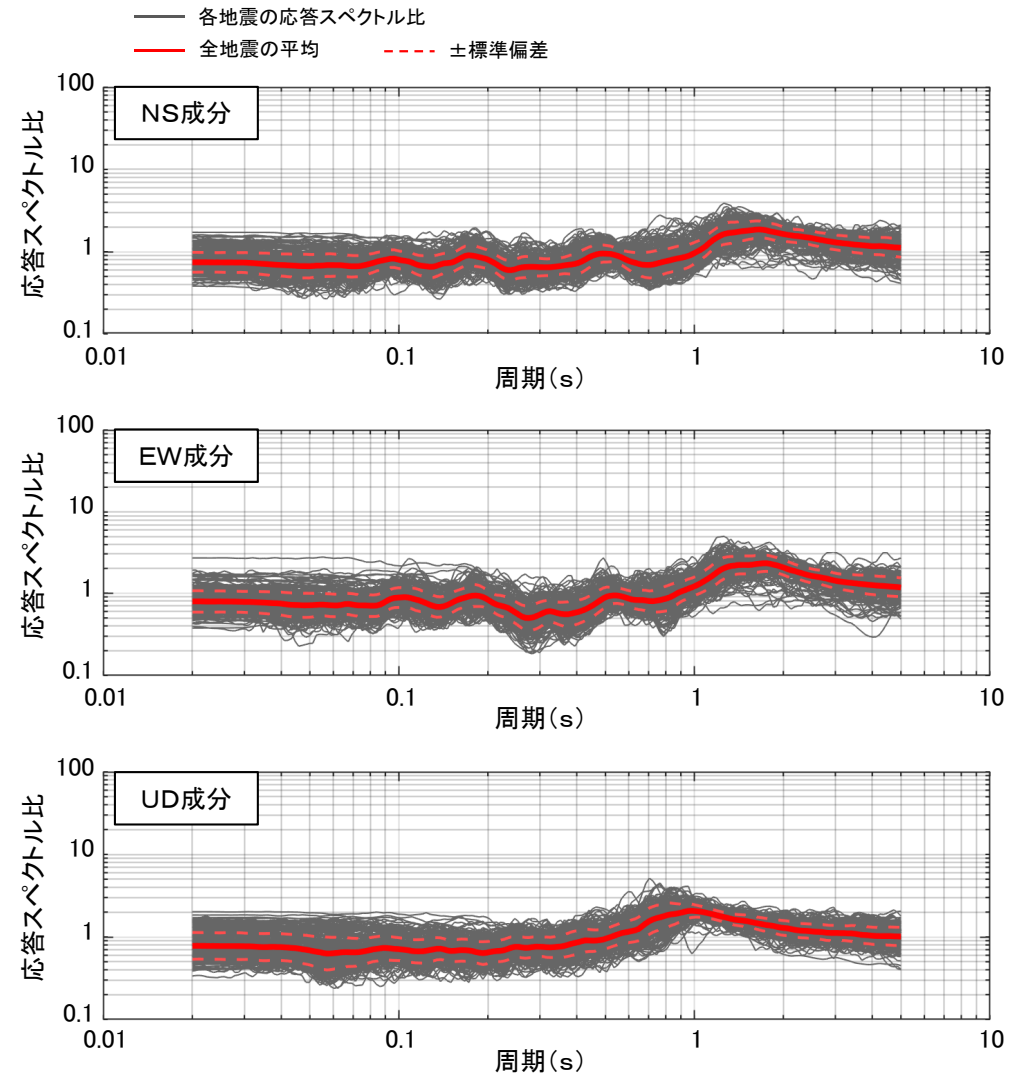 各地震の応答スペクトル比
全地震の平均 ±標準偏差
NS成分
応答スペクトル比
100
10
1
0.1
0.01 0.1 1 10
周期(s)
EW成分
応答スペクトル比
100
10
1
0.1
0.01 0.1 1 10
周期(s)
UD成分
応答スペクトル比
100
10
1
0.1
0.01 0.1 1 10
周期(s)